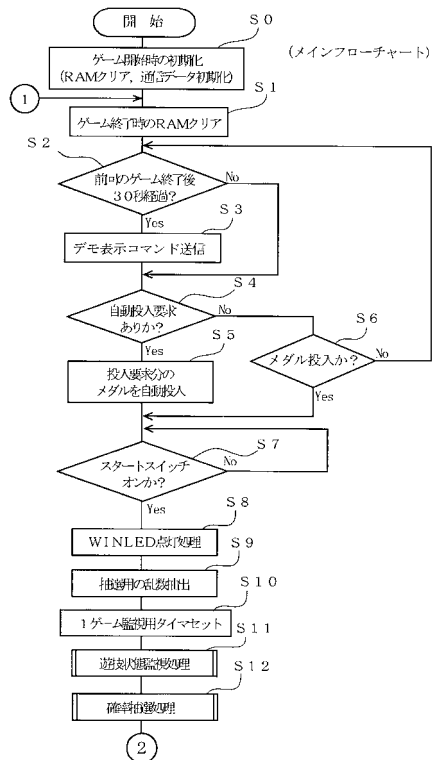 開 始
S0
ゲーム開始時の初期化
(RAMクリア, 通信データ初期化)
(メインフローチャート)
1
S1
ゲーム終了時のRAMクリア
S2
前回のゲーム終了後
30秒経過?
No
Yes
S3
デモ表示コマンド送信
S4
自動投入要求
ありか?
No
Yes
S5
投入要求分の
メダルを自動投入
S6
メダル投入か?
No
Yes
S7
スタートスイッチ
オンか?
No
Yes
S8
WINLED点灯処理
S9
抽選用の乱数抽出
S10
1ゲーム監視用タイマセット
S11
遊技状態監視処理
S12
確率抽選処理
2